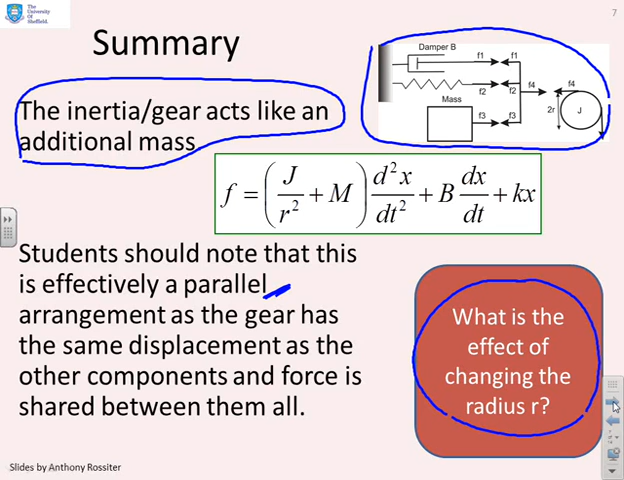 The
University
Of
Sheffield.
7
Summary
The inertia/gear acts like an
additional mass
Damper B
f1 f1
f2 f2
Mass
f3 f3
f4 f4
2r
J
f = (J/r² + M) d²x/dt² + B dx/dt + kx
Students should note that this
is effectively a parallel
arrangement as the gear has
the same displacement as the
other components and force is
shared between them all.
What is the
effect of
changing the
radius r?
Slides by Anthony Rossiter